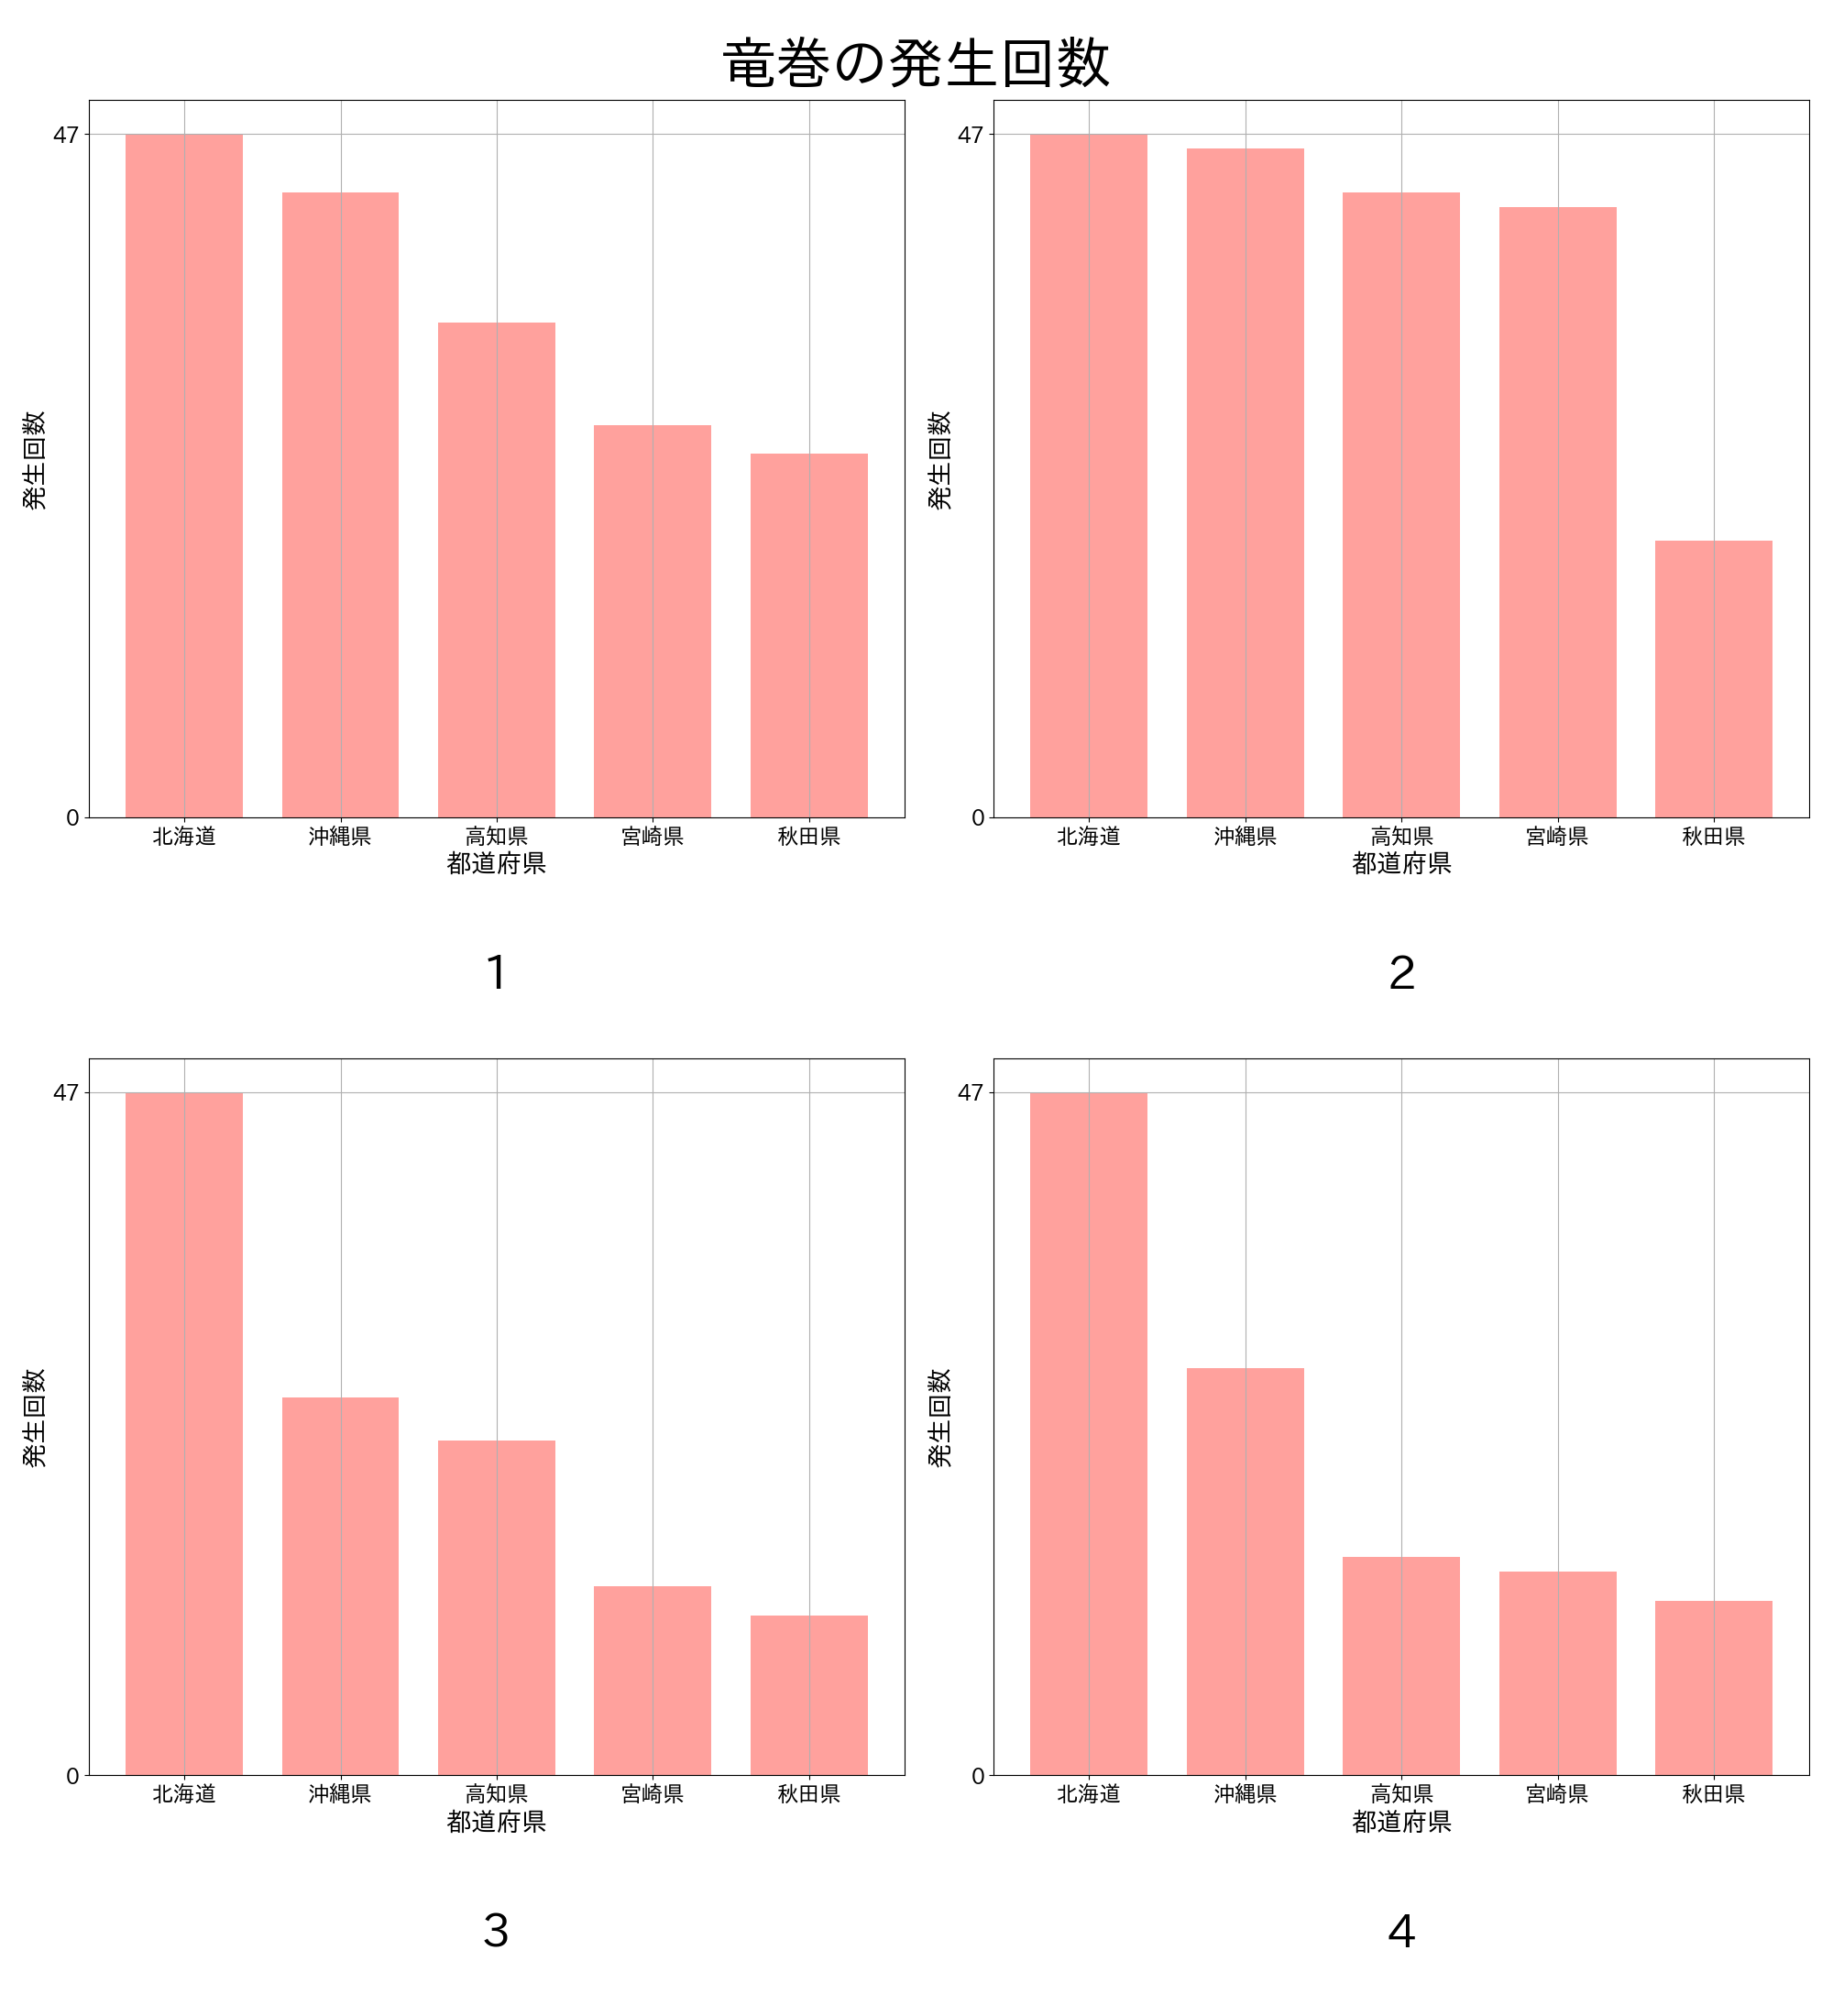 竜巻の発生回数
47
0
発生回数
北海道 沖縄県 高知県 宮崎県 秋田県
都道府県
1
47
0
発生回数
北海道 沖縄県 高知県 宮崎県 秋田県
都道府県
2
47
0
発生回数
北海道 沖縄県 高知県 宮崎県 秋田県
都道府県
3
47
0
発生回数
北海道 沖縄県 高知県 宮崎県 秋田県
都道府県
4